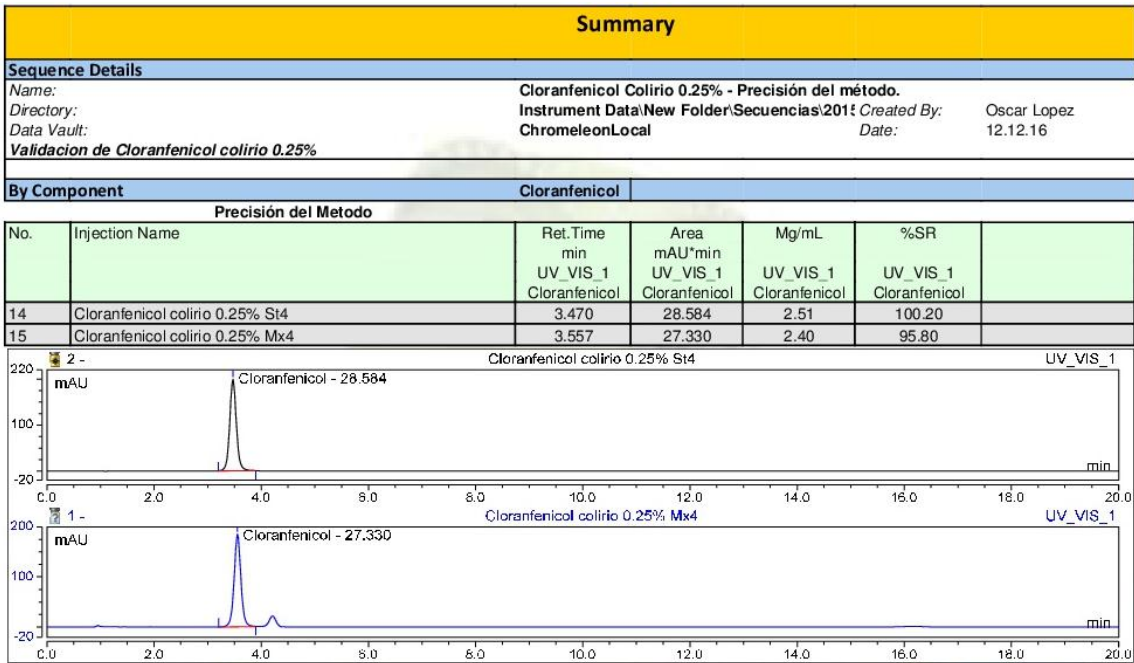 Summary
Sequence Details
Name: Cloranfenicol Colirio 0.25% - Precisión del método.
Directory: Instrument Data\New Folder\Secuencias\2015 Created By: Oscar Lopez
Data Vault: ChromeleonLocal Date: 12.12.16
Validacion de Cloranfenicol colirio 0.25%
By Component Cloranfenicol
Precisión del Metodo
No. Injection Name Ret.Time Area Mg/mL %SR
min mAU*min
UV_VIS_1 UV_VIS_1 UV_VIS_1 UV_VIS_1
Cloranfenicol Cloranfenicol Cloranfenicol Cloranfenicol
14 Cloranfenicol colirio 0.25% St4 3.470 28.584 2.51 100.20
15 Cloranfenicol colirio 0.25% Mx4 3.557 27.330 2.40 95.80
2 - Cloranfenicol colirio 0.25% St4 UV_VIS_1
220
mAU Cloranfenicol - 28.584
100
min
-20
0.0 2.0 4.0 6.0 8.0 10.0 12.0 14.0 16.0 18.0 20.0
1 - Cloranfenicol colirio 0.25% Mx4 UV_VIS_1
200
mAU Cloranfenicol - 27.330
100
min
-20
0.0 2.0 4.0 6.0 8.0 10.0 12.0 14.0 16.0 18.0 20.0